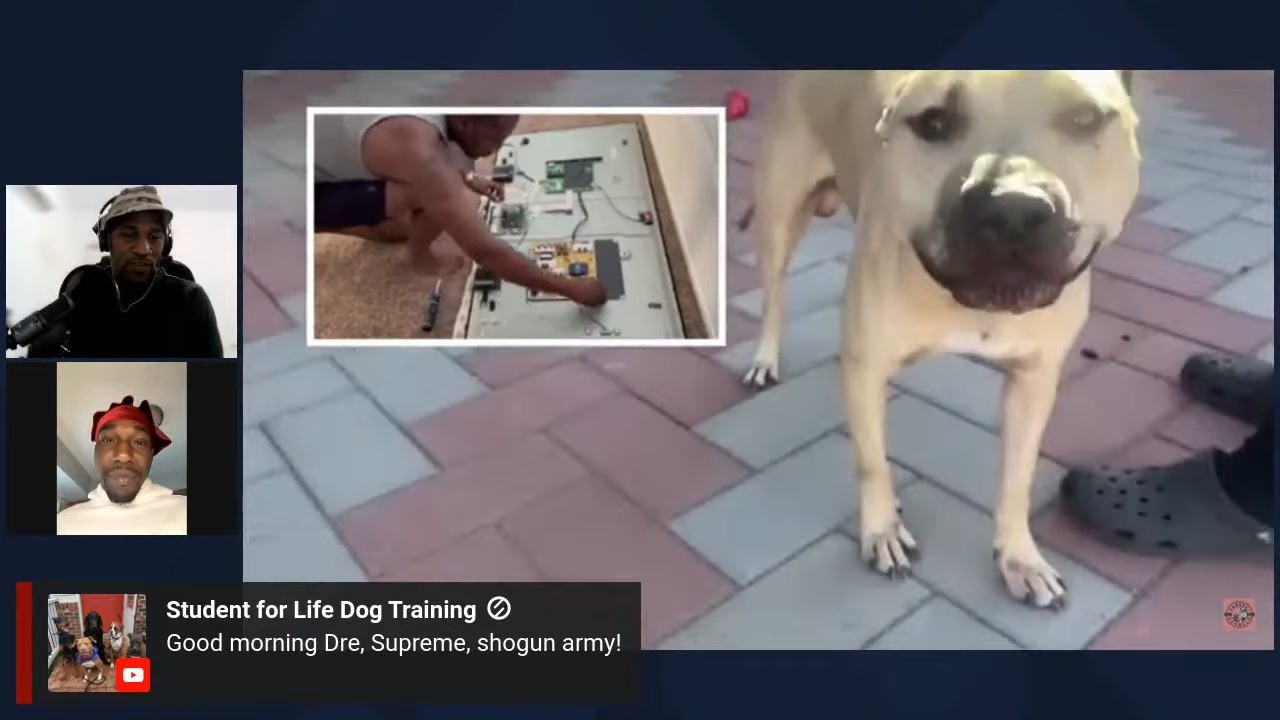 Student for Life Dog Training
Good morning Dre, Supreme, shogun army!